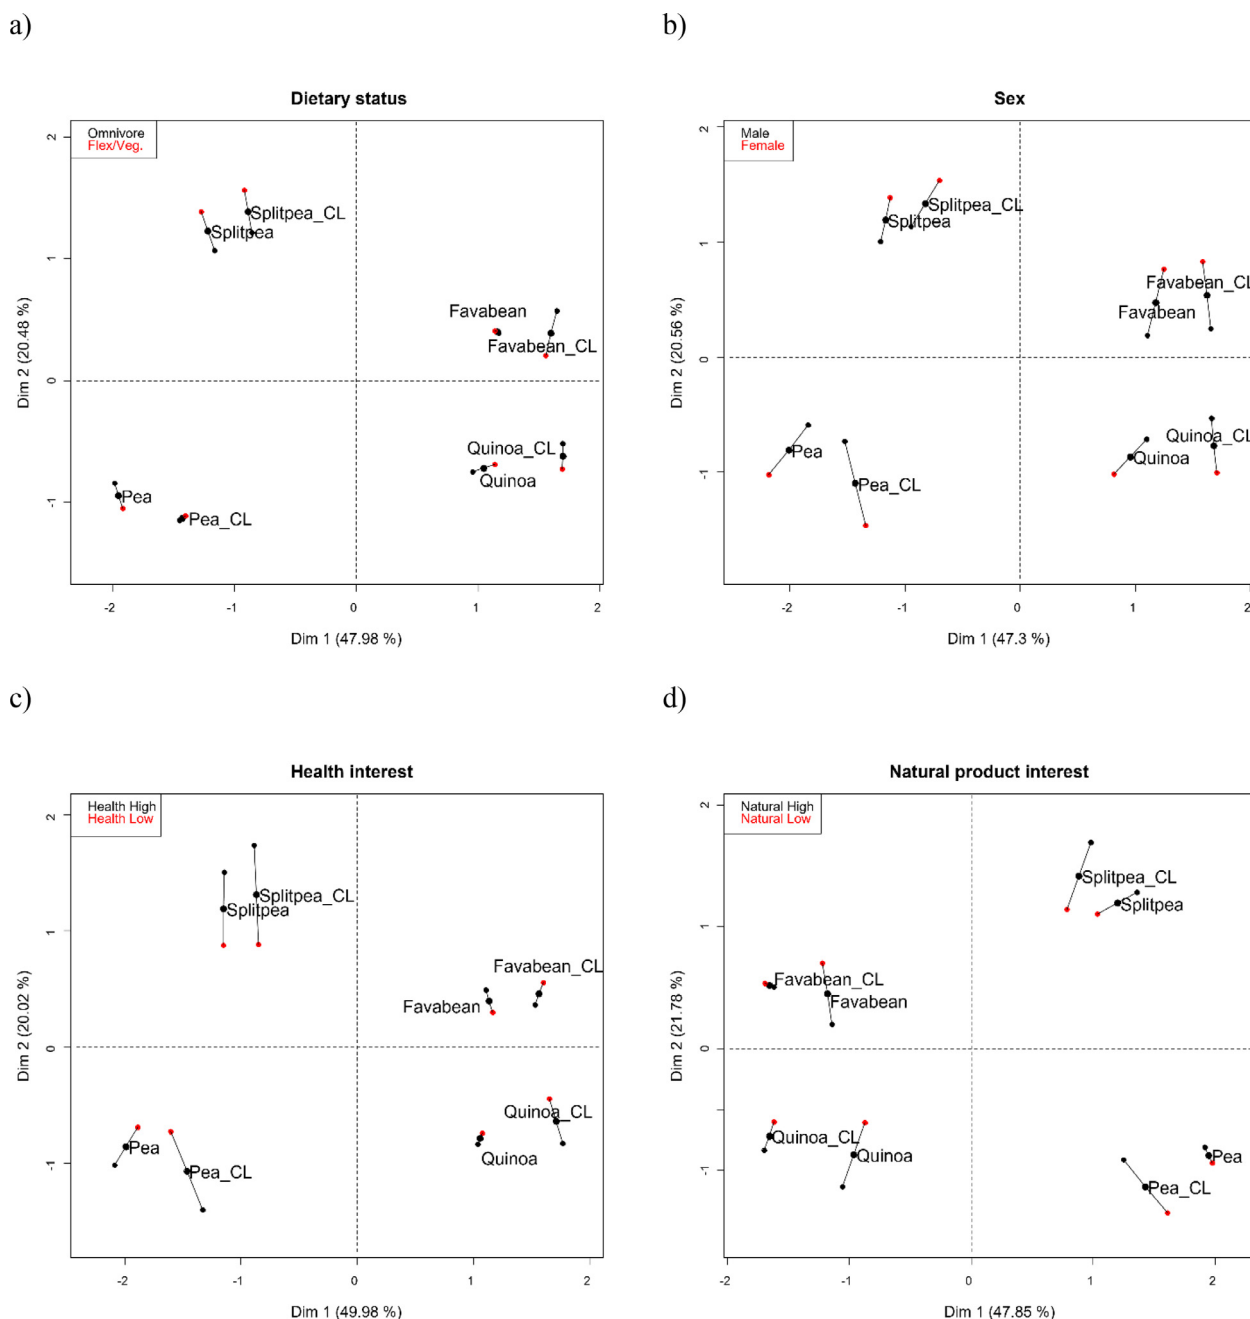 a)
Dietary status
Omnivore
Flex/Veg.
Splitpea_CL
Splitpea
Favabean
Favabean_CL
Quinoa_CL
Quinoa
Pea
Pea_CL
Dim 2 (20.48 %)
2
1
0
-1
-2
-1
0
1
2
Dim 1 (47.98 %)
b)
Sex
Male
Female
Splitpea_CL
Splitpea
Favabean_CL
Favabean
Quinoa_CL
Quinoa
Pea
Pea_CL
Dim 2 (20.56 %)
2
1
0
-1
-2
-1
0
1
2
Dim 1 (47.3 %)
c)
Health interest
Health High
Health Low
Splitpea_CL
Splitpea
Favabean_CL
Favabean
Quinoa_CL
Quinoa
Pea
Pea_CL
Dim 2 (20.02 %)
2
1
0
-1
-2
-1
0
1
2
Dim 1 (49.98 %)
d)
Natural product interest
Natural High
Natural Low
Splitpea_CL
Splitpea
Favabean_CL
Favabean
Quinoa_CL
Quinoa
Pea
Pea_CL
Dim 2 (21.78 %)
2
1
0
-1
-2
-1
0
1
2
Dim 1 (47.85 %)